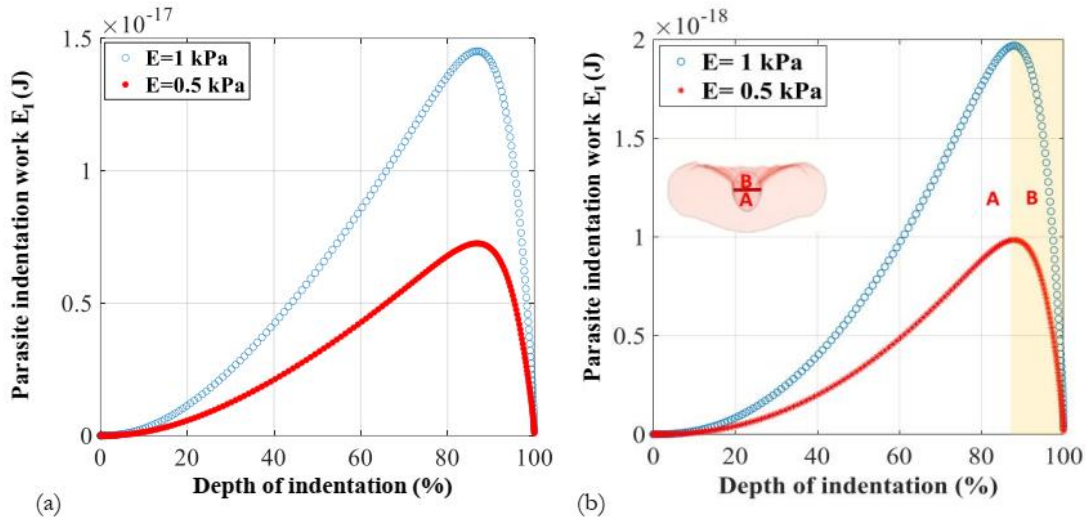 ×10⁻¹⁷
1.5
1
0.5
0
Parasite indentation work E_I (J)
E=1 kPa
E=0.5 kPa
0 20 40 60 80 100
Depth of indentation (%)
(a)
×10⁻¹⁸
2
1.5
1
0.5
0
Parasite indentation work E_I (J)
E= 1 kPa
E= 0.5 kPa
B
A
A B
0 20 40 60 80 100
Depth of indentation (%)
(b)